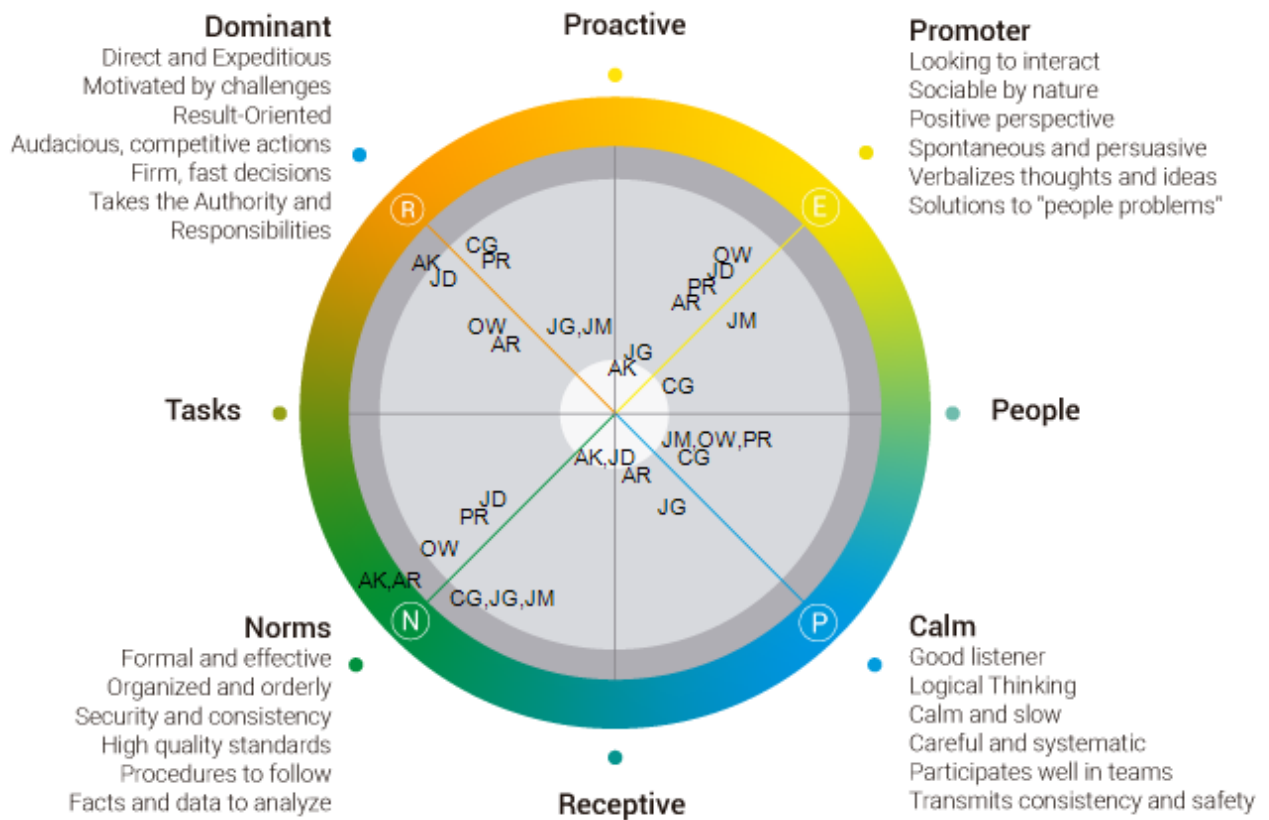 Dominant
Direct and Expeditious
Motivated by challenges
Result-Oriented
Audacious, competitive actions
Firm, fast decisions
Takes the Authority and
Responsibilities
Proactive
Promoter
Looking to interact
Sociable by nature
Positive perspective
Spontaneous and persuasive
Verbalizes thoughts and ideas
Solutions to "people problems"
R
E
CG
PR
AK
JD
OW
AR
JG,JM
OW
JD
PR
AR
JM
JG
AK
CG
Tasks
People
JM,OW,PR
CG
AK,JD
AR
JG
JD
PR
OW
AK,AR
CG,JG,JM
N
P
Norms
Formal and effective
Organized and orderly
Security and consistency
High quality standards
Procedures to follow
Facts and data to analyze
Receptive
Calm
Good listener
Logical Thinking
Calm and slow
Careful and systematic
Participates well in teams
Transmits consistency and safety